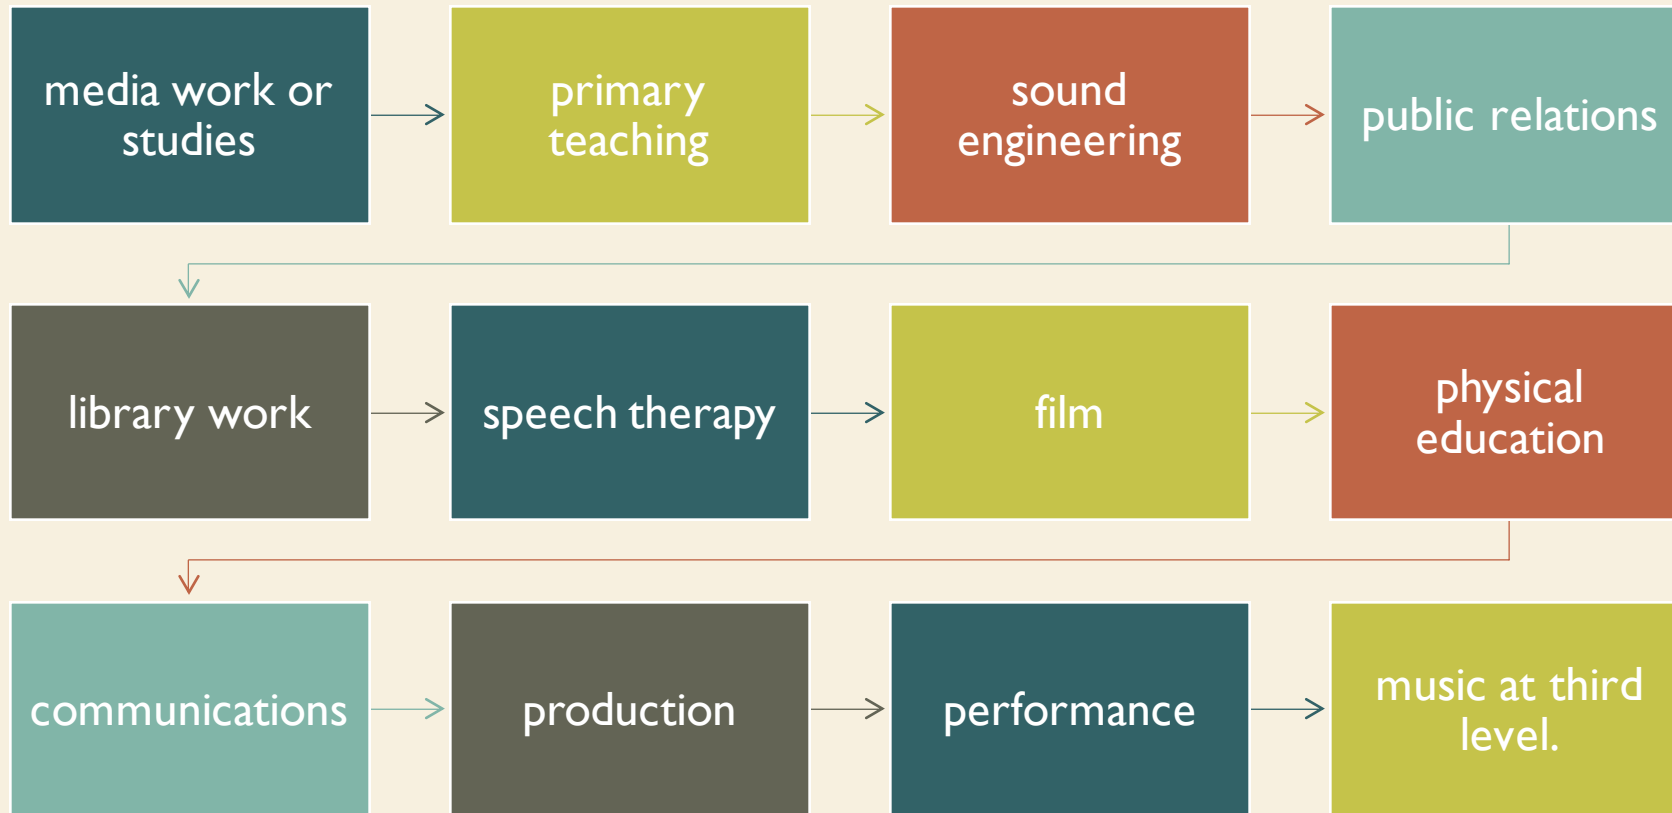 media work or
studies
primary
teaching
sound
engineering
public relations
library work
speech therapy
film
physical
education
communications
production
performance
music at third
level.